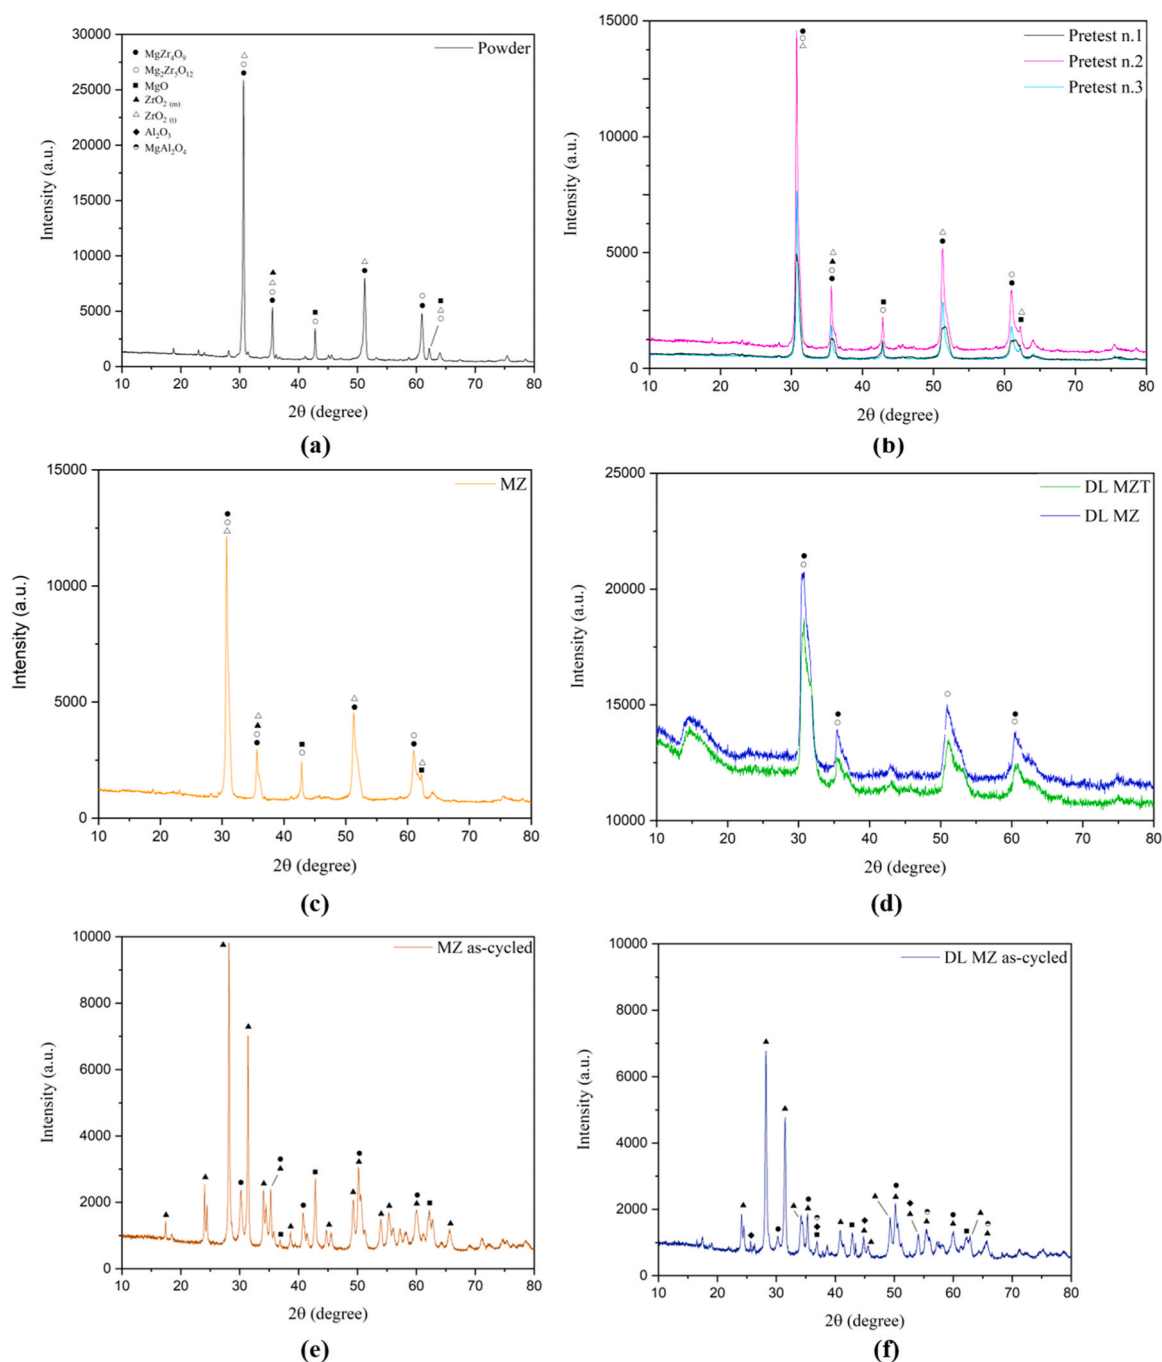 35000
30000
25000
20000
15000
10000
5000
0
Intensity (a.u.)
Powder
● MgZr₄O₉
○ Mg₂Zr₅O₁₂
■ MgO
▲ ZrO₂ (m)
△ ZrO₂ (t)
◆ Al₂O₃
MgAl₂O₄
10 20 30 40 50 60 70 80
2θ (degree)
(a)
15000
10000
5000
0
Intensity (a.u.)
Pretest n.1
Pretest n.2
Pretest n.3
10 20 30 40 50 60 70 80
2θ (degree)
(b)
15000
10000
5000
0
Intensity (a.u.)
MZ
10 20 30 40 50 60 70 80
2θ (degree)
(c)
25000
20000
15000
10000
Intensity (a.u.)
DL MZT
DL MZ
10 20 30 40 50 60 70 80
2θ (degree)
(d)
10000
8000
6000
4000
2000
0
Intensity (a.u.)
MZ as-cycled
10 20 30 40 50 60 70 80
2θ (degree)
(e)
10000
8000
6000
4000
2000
0
Intensity (a.u.)
DL MZ as-cycled
10 20 30 40 50 60 70 80
2θ (degree)
(f)